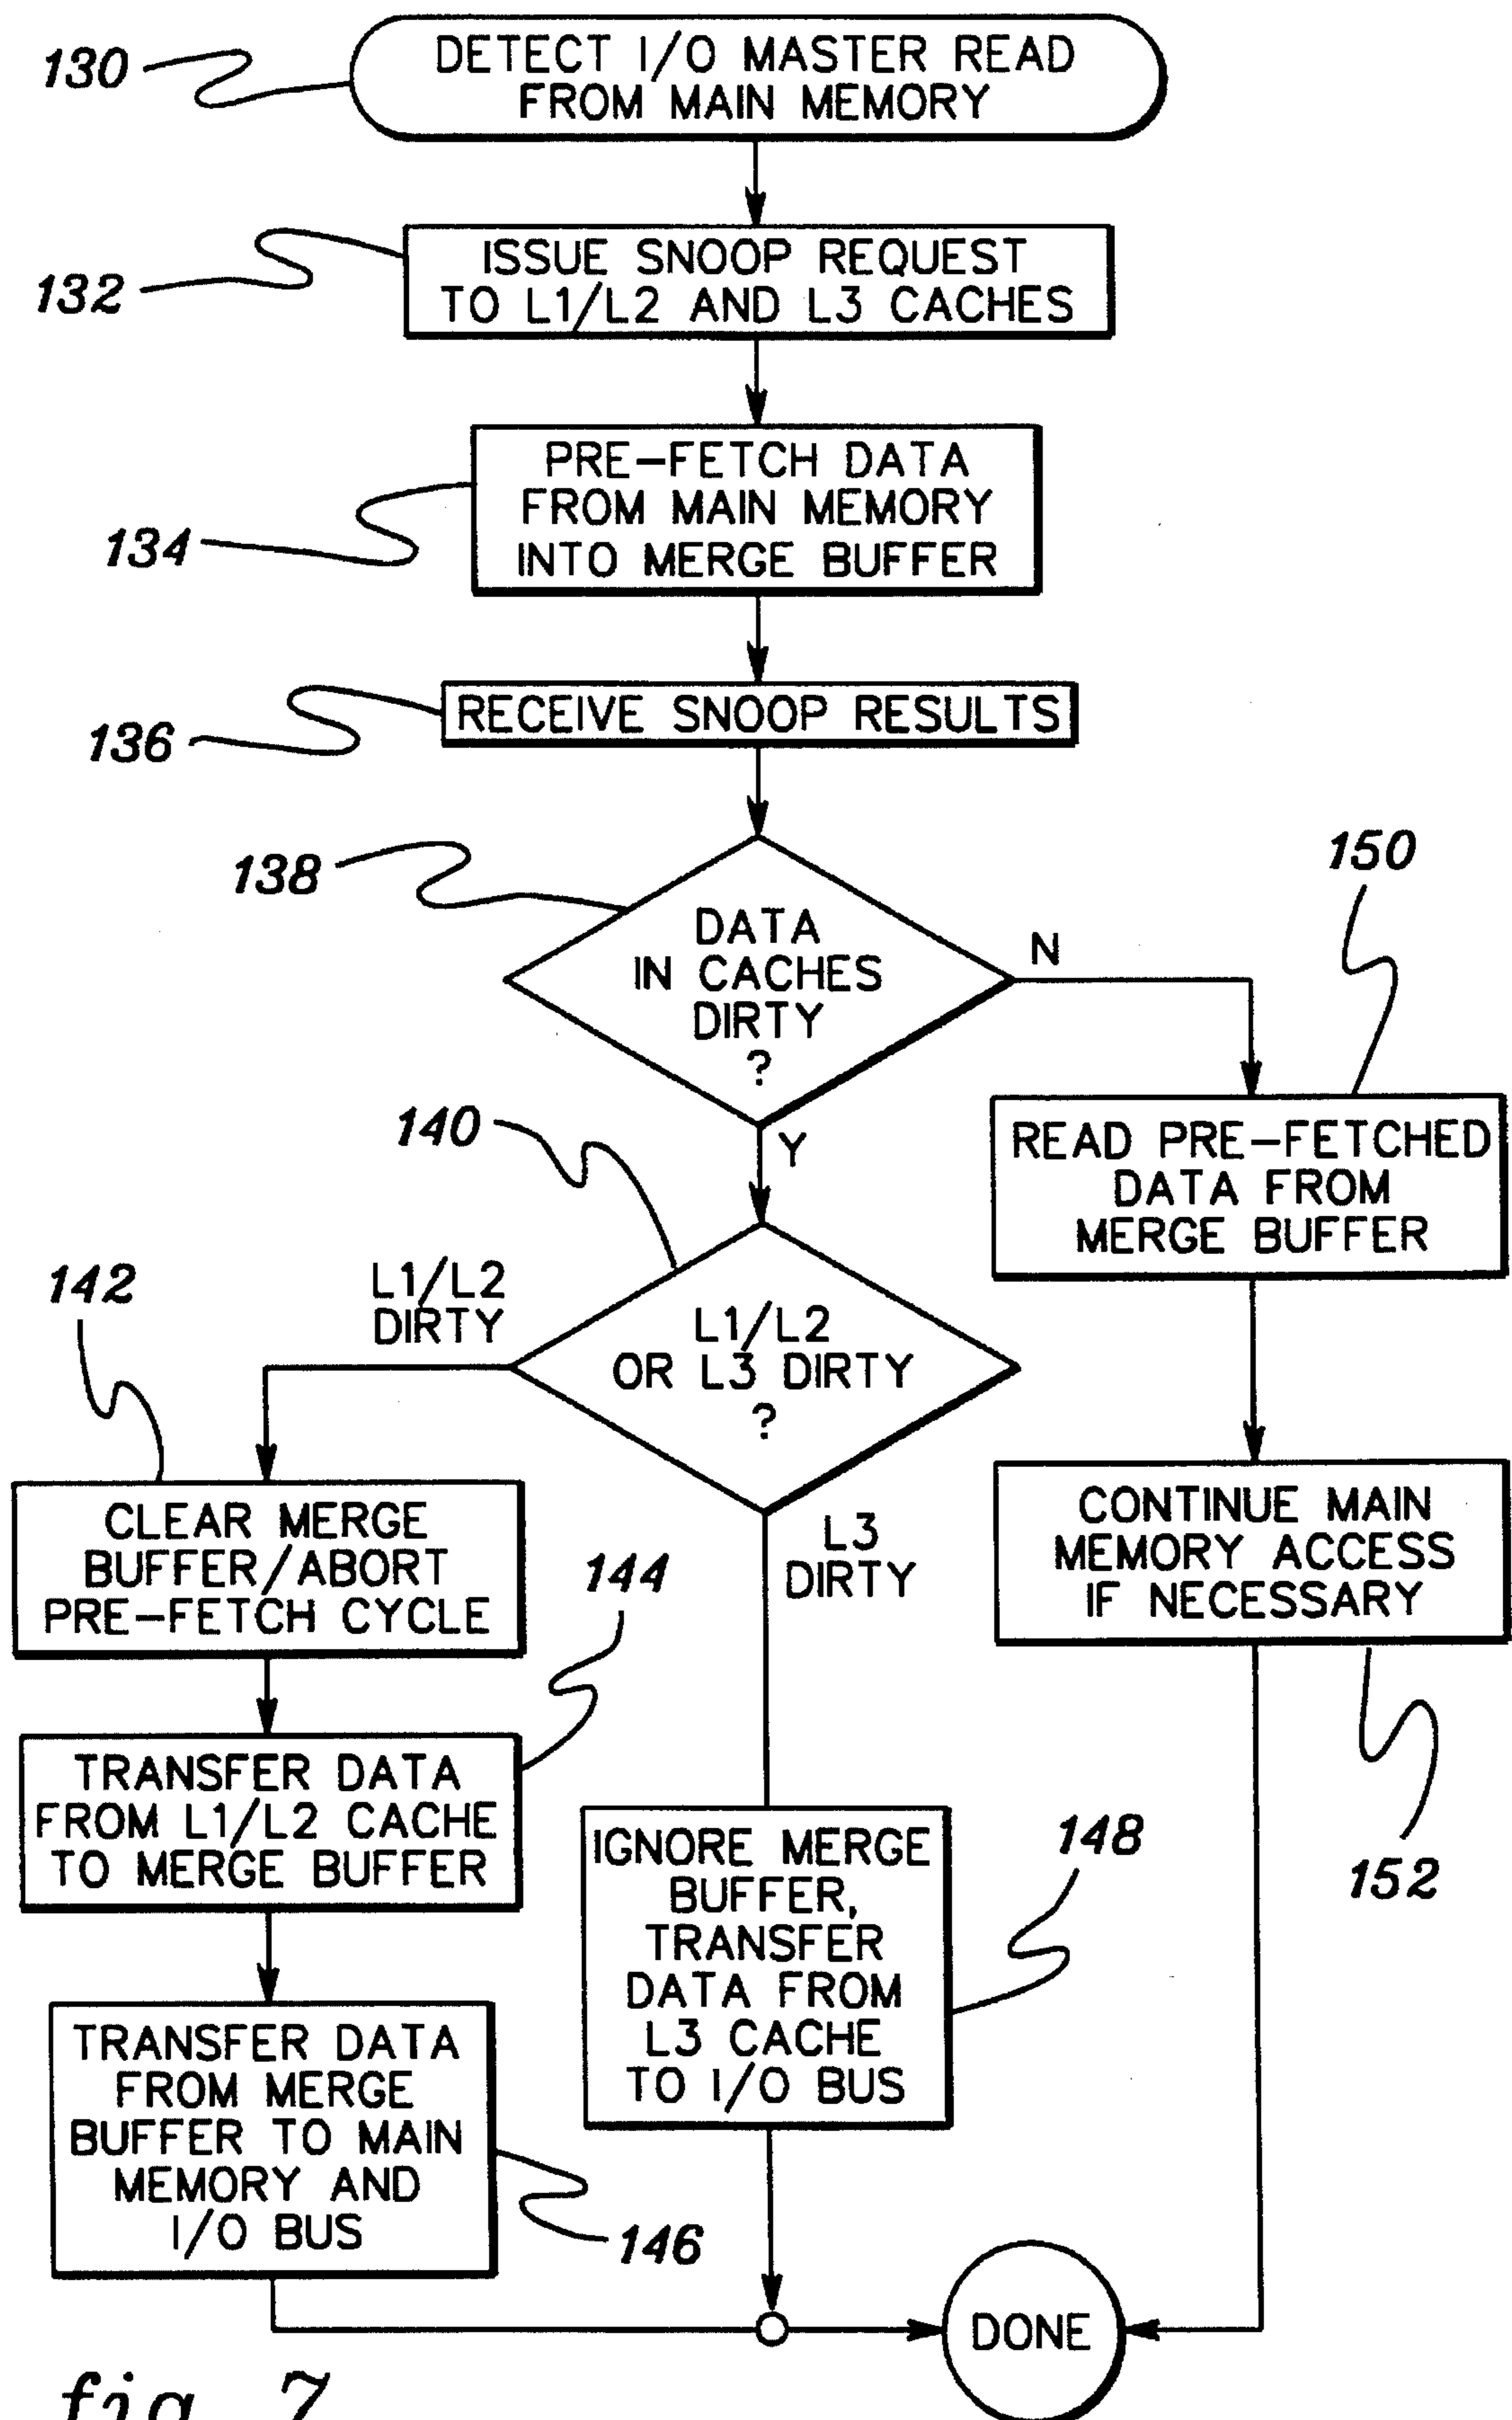 130
DETECT I/O MASTER READ
FROM MAIN MEMORY
132
ISSUE SNOOP REQUEST
TO L1/L2 AND L3 CACHES
134
PRE-FETCH DATA
FROM MAIN MEMORY
INTO MERGE BUFFER
136
RECEIVE SNOOP RESULTS
138
DATA
IN CACHES
DIRTY
?
N
Y
150
READ PRE-FETCHED
DATA FROM
MERGE BUFFER
140
L1/L2
OR L3 DIRTY
?
L1/L2
DIRTY
L3
DIRTY
142
CLEAR MERGE
BUFFER/ABORT
PRE-FETCH CYCLE
CONTINUE MAIN
MEMORY ACCESS
IF NECESSARY
152
144
TRANSFER DATA
FROM L1/L2 CACHE
TO MERGE BUFFER
IGNORE MERGE
BUFFER,
TRANSFER
DATA FROM
L3 CACHE
TO I/O BUS
148
TRANSFER DATA
FROM MERGE
BUFFER TO MAIN
MEMORY AND
I/O BUS
146
DONE
fig. 7